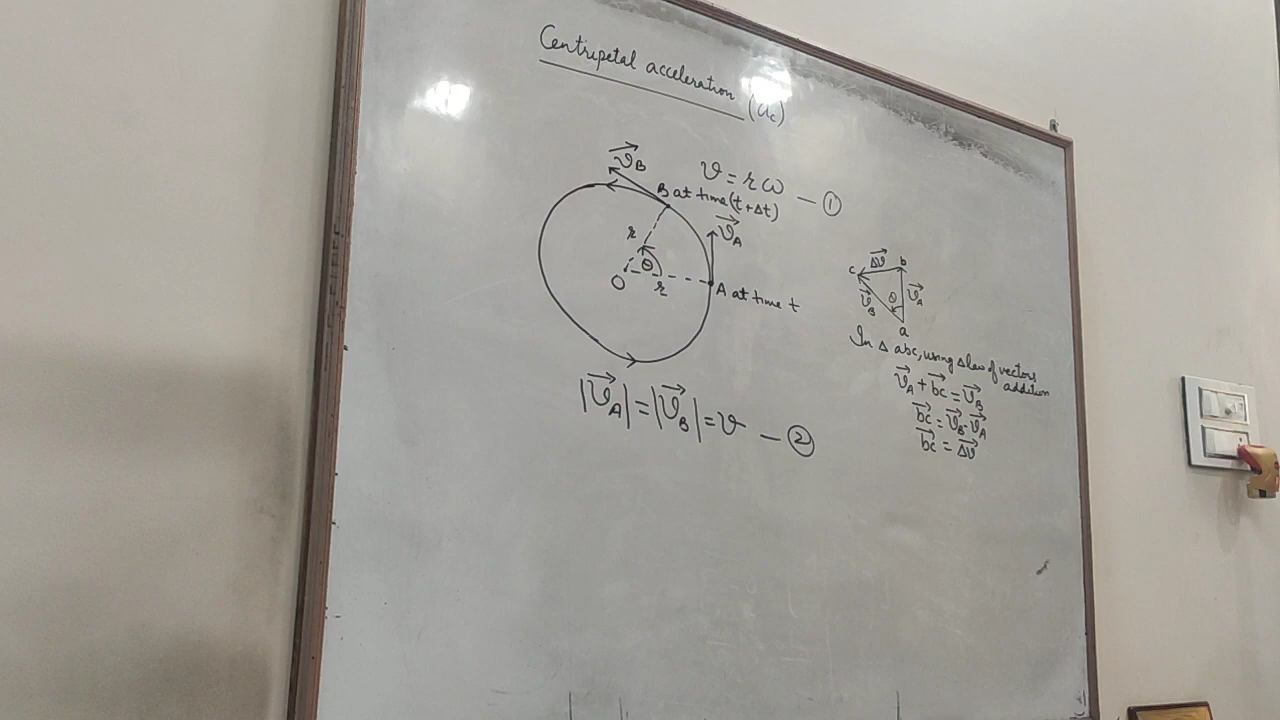 Centripetal acceleration (a_c)
v = rω — ①
v⃗_B
B at time (t + Δt)
v⃗_A
r
θ
O
r
A at time t
|v⃗_A| = |v⃗_B| = v — ②
c
Δv⃗
b
v⃗_B
θ
v⃗_A
a
In Δ abc, using Δ law of vectors
addition
v⃗_A + bc⃗ = v⃗_B
bc⃗ = v⃗_B - v⃗_A
bc⃗ = Δv⃗